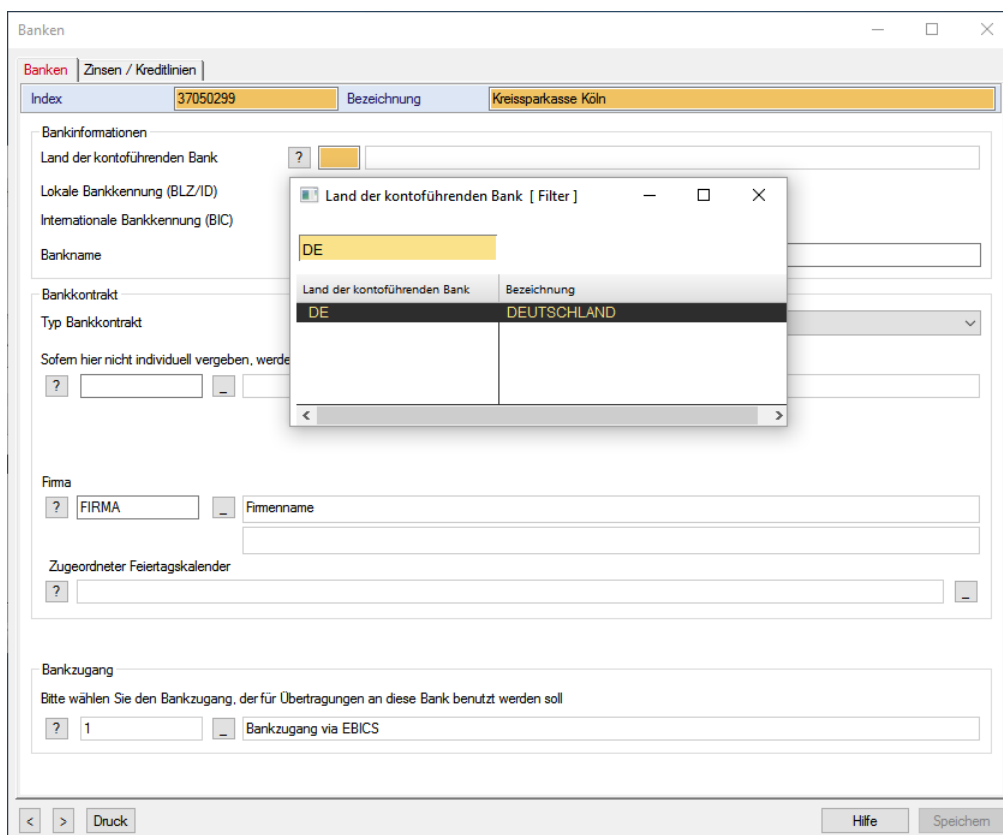 Banken
Banken Zinsen / Kreditlinien
Index 37050299 Bezeichnung Kreissparkasse Köln
Bankinformationen
Land der kontoführenden Bank ?
Lokale Bankkennung (BLZ/ID)
Internationale Bankkennung (BIC)
Bankname
Land der kontoführenden Bank [ Filter ]
DE
Land der kontoführenden Bank Bezeichnung
DE DEUTSCHLAND
Bankkontrakt
Typ Bankkontrakt
Sofern hier nicht individuell vergeben, werde
? _
Firma
? FIRMA _ Firmenname
Zugeordneter Feiertagskalender
? _
Bankzugang
Bitte wählen Sie den Bankzugang, der für Übertragungen an diese Bank benutzt werden soll
? 1 _ Bankzugang via EBICS
< > Druck Hilfe Speichern